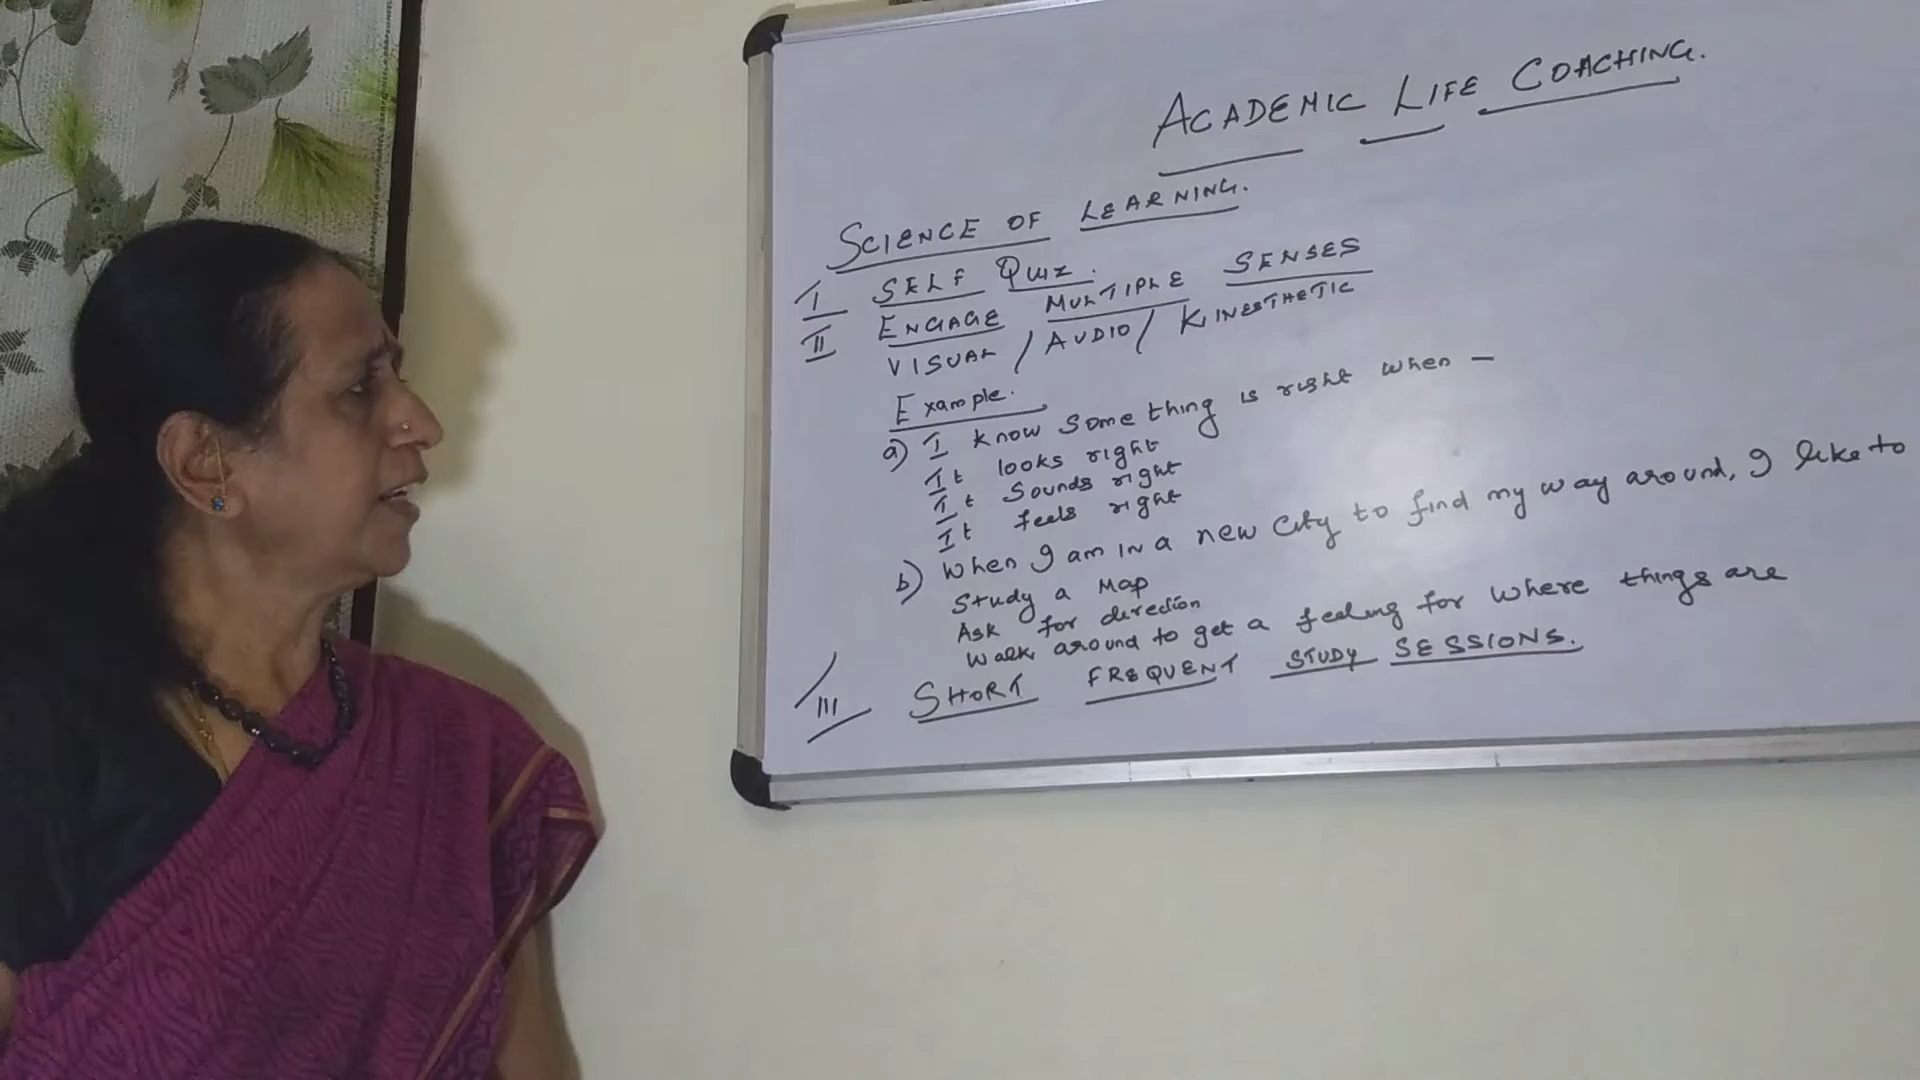 ACADEMIC LIFE COACHING.
SCIENCE OF LEARNING.
I SELF QUIZ.
II ENGAGE MULTIPLE SENSES
VISUAL / AUDIO / KINESTHETIC
Example.
a) I know something is right when —
It looks right
It sounds right
It feels right
b) When I am in a new city to find my way around, I like to
Study a Map
Ask for direction
Walk around to get a feeling for where things are
III SHORT FREQUENT STUDY SESSIONS.